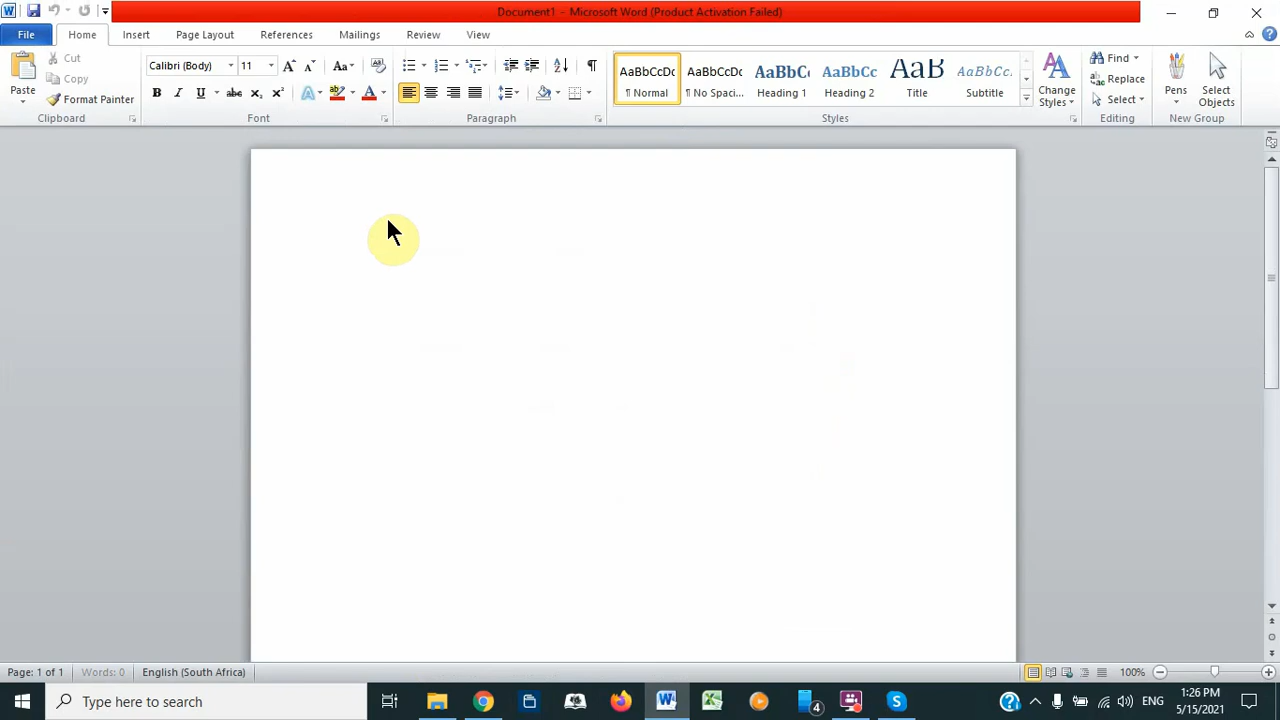 Document1 - Microsoft Word (Product Activation Failed)
File Home Insert Page Layout References Mailings Review View
Paste Cut Copy Format Painter
Clipboard
Calibri (Body) 11
Font
Paragraph
AaBbCcDc AaBbCcDc AaBbCc AaBbCc AaB AaBbCc.
¶ Normal ¶ No Spaci... Heading 1 Heading 2 Title Subtitle
Change Styles
Styles
Find Replace Select
Editing
Pens Select Objects
New Group
Page: 1 of 1 Words: 0 English (South Africa) 100%
Type here to search
4
ENG
1:26 PM
5/15/2021